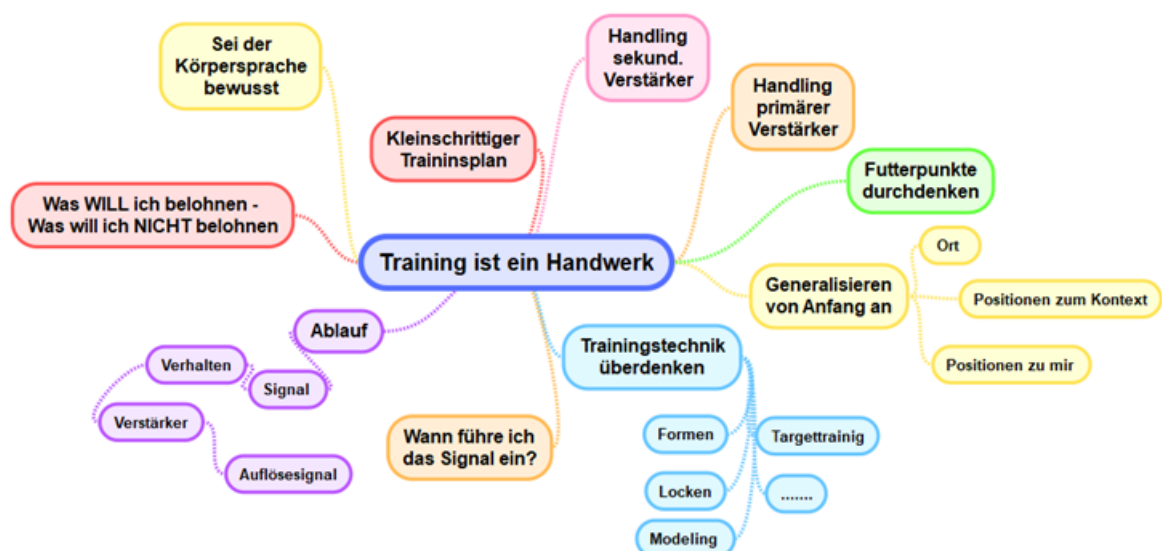 Sei der
Körpersprache
bewusst
Handling
sekund.
Verstärker
Handling
primärer
Verstärker
Kleinschrittiger
Traininsplan
Futterpunkte
durchdenken
Was WILL ich belohnen -
Was will ich NICHT belohnen
Training ist ein Handwerk
Ort
Generalisieren
von Anfang an
Positionen zum Kontext
Positionen zu mir
Ablauf
Signal
Verhalten
Verstärker
Auflösesignal
Trainingstechnik
überdenken
Wann führe ich
das Signal ein?
Formen
Targettrainig
Locken
.......
Modeling